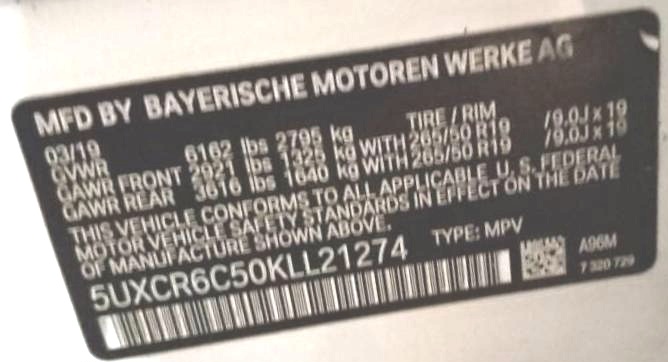 MFD BY BAYERISCHE MOTOREN WERKE AG
03/19 TIRE / RIM
GVWR 6162 lbs 2795 kg
GAWR FRONT 2921 lbs 1325 kg WITH 265/50 R19 /9.0J x 19
GAWR REAR 3616 lbs 1640 kg WITH 265/50 R19 /9.0J x 19
THIS VEHICLE CONFORMS TO ALL APPLICABLE U. S. FEDERAL
MOTOR VEHICLE SAFETY STANDARDS IN EFFECT ON THE DATE
OF MANUFACTURE SHOWN ABOVE.
5UXCR6C50KLL21274 TYPE: MPV
A96M
7 320 729